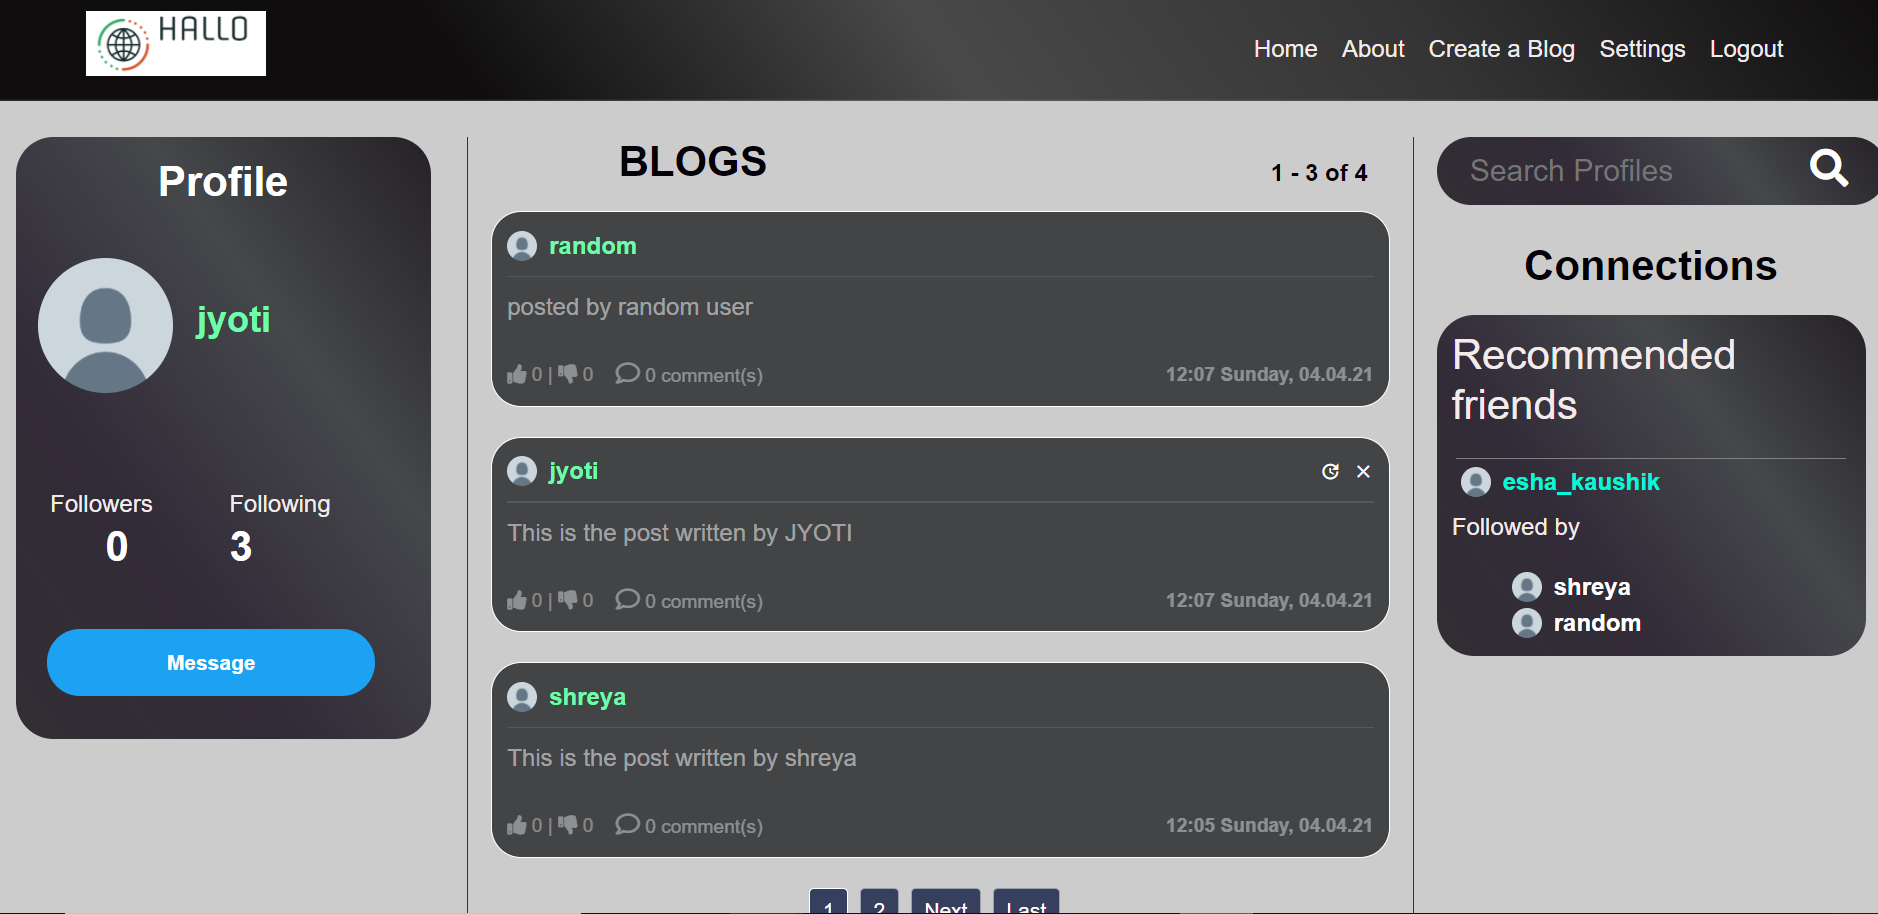 HALLO
Home About Create a Blog Settings Logout
Profile
jyoti
Followers Following
0 3
Message
BLOGS
1 - 3 of 4
random
posted by random user
0 | 0 0 comment(s) 12:07 Sunday, 04.04.21
jyoti
This is the post written by JYOTI
0 | 0 0 comment(s) 12:07 Sunday, 04.04.21
shreya
This is the post written by shreya
0 | 0 0 comment(s) 12:05 Sunday, 04.04.21
1 2 Next Last
Search Profiles
Connections
Recommended
friends
esha_kaushik
Followed by
shreya
random